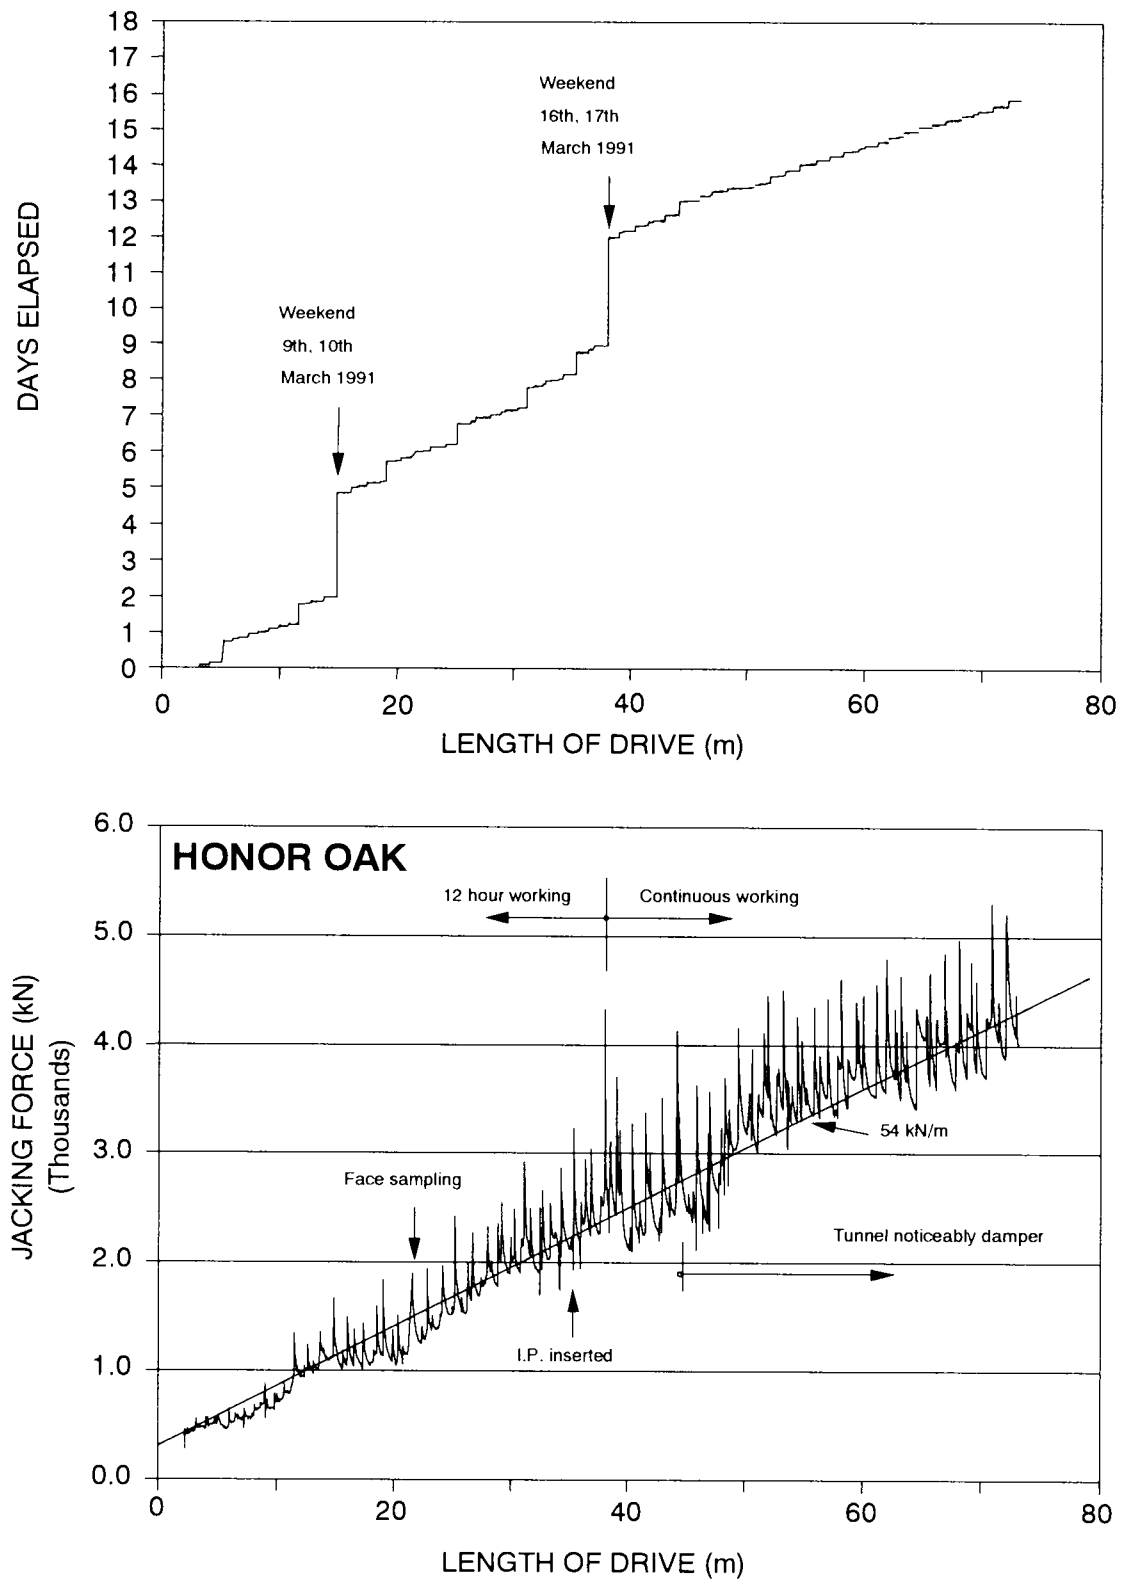 18
17
16
15
14
13
12
11
10
9
8
7
6
5
4
3
2
1
0
DAYS ELAPSED
Weekend
16th, 17th
March 1991
Weekend
9th, 10th
March 1991
0 20 40 60 80
LENGTH OF DRIVE (m)
HONOR OAK
6.0
5.0
4.0
3.0
2.0
1.0
0.0
JACKING FORCE (kN)
(Thousands)
12 hour working
Continuous working
Face sampling
54 kN/m
Tunnel noticeably damper
I.P. inserted
0 20 40 60 80
LENGTH OF DRIVE (m)